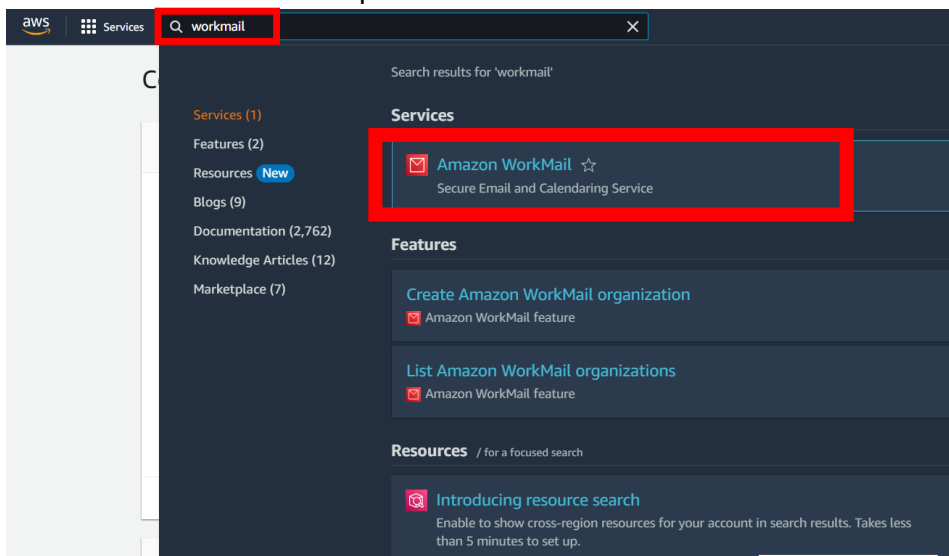 aws
Services
workmail
C
Search results for 'workmail'
Services (1)
Features (2)
Resources New
Blogs (9)
Documentation (2,762)
Knowledge Articles (12)
Marketplace (7)
Services
Amazon WorkMail
Secure Email and Calendaring Service
Features
Create Amazon WorkMail organization
Amazon WorkMail feature
List Amazon WorkMail organizations
Amazon WorkMail feature
Resources / for a focused search
Introducing resource search
Enable to show cross-region resources for your account in search results. Takes less
than 5 minutes to set up.